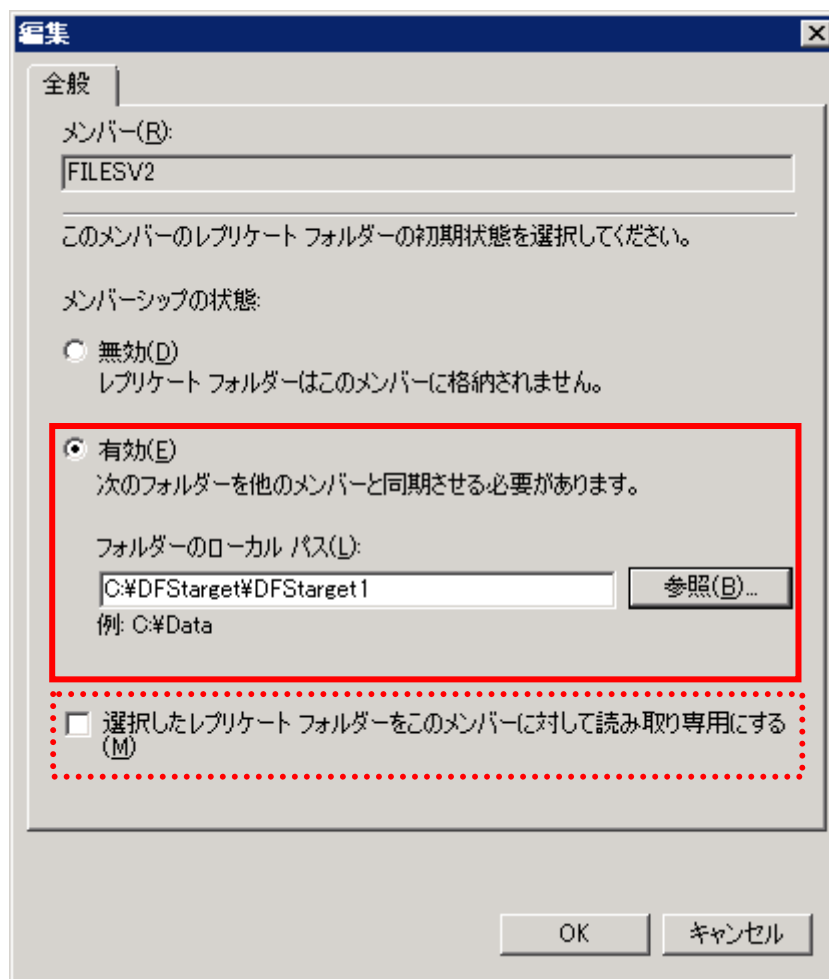 編集
全般
メンバー(R):
FILESV2
このメンバーのレプリケート フォルダーの初期状態を選択してください。
メンバーシップの状態:
無効(D)
レプリケート フォルダーはこのメンバーに格納されません。
有効(E)
次のフォルダーを他のメンバーと同期させる必要があります。
フォルダーのローカル パス(L):
C:¥DFStarget¥DFStarget1
参照(B)...
例: C:¥Data
選択したレプリケート フォルダーをこのメンバーに対して読み取り専用にする
(M)
OK
キャンセル